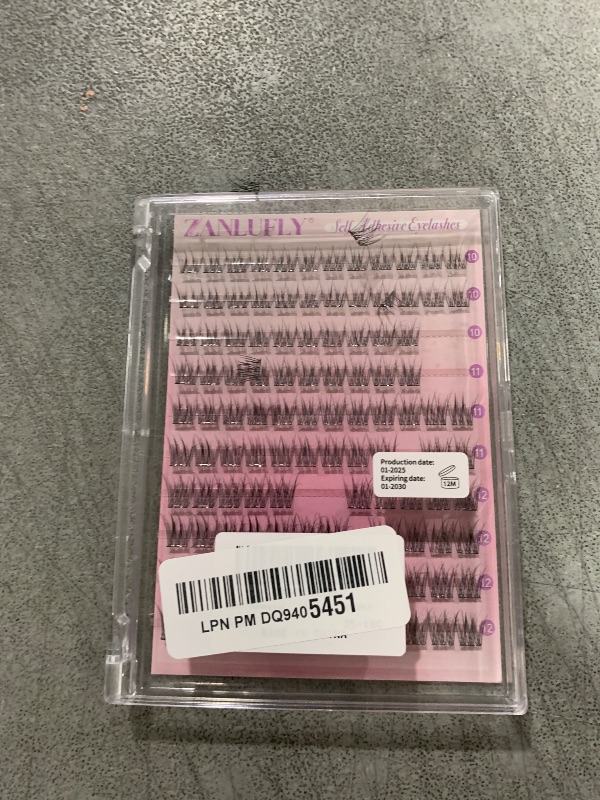 ZANLUFLY®
Self Adhesive Eyelashes
10
10
10
11
11
11
Production date:
01-2025
Expiring date:
01-2030
12M
12
12
12
12
LPN PM DQ9405451